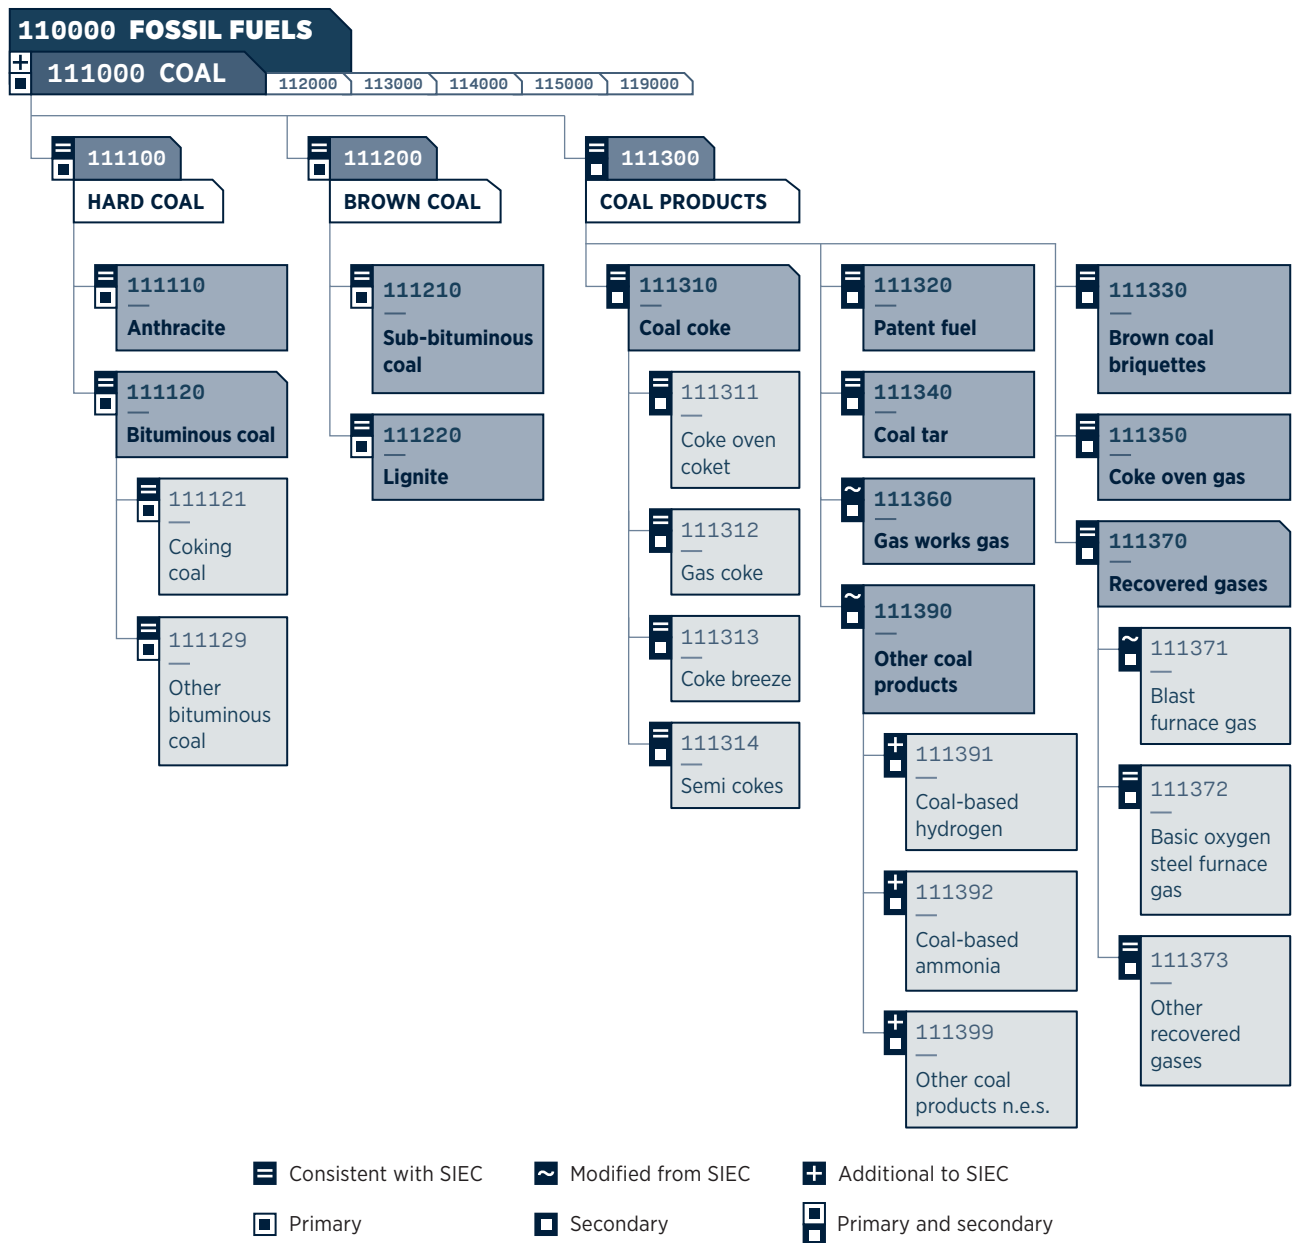 110000 FOSSIL FUELS
111000 COAL
112000
113000
114000
115000
119000
111100
HARD COAL
111110
Anthracite
111120
Bituminous coal
111121
Coking
coal
111129
Other
bituminous
coal
111200
BROWN COAL
111210
Sub-bituminous
coal
111220
Lignite
111300
COAL PRODUCTS
111310
Coal coke
111311
Coke oven
coket
111312
Gas coke
111313
Coke breeze
111314
Semi cokes
111320
Patent fuel
111340
Coal tar
111360
Gas works gas
111390
Other coal
products
111391
Coal-based
hydrogen
111392
Coal-based
ammonia
111399
Other coal
products n.e.s.
111330
Brown coal
briquettes
111350
Coke oven gas
111370
Recovered gases
111371
Blast
furnace gas
111372
Basic oxygen
steel furnace
gas
111373
Other
recovered
gases
Consistent with SIEC
Modified from SIEC
Additional to SIEC
Primary
Secondary
Primary and secondary